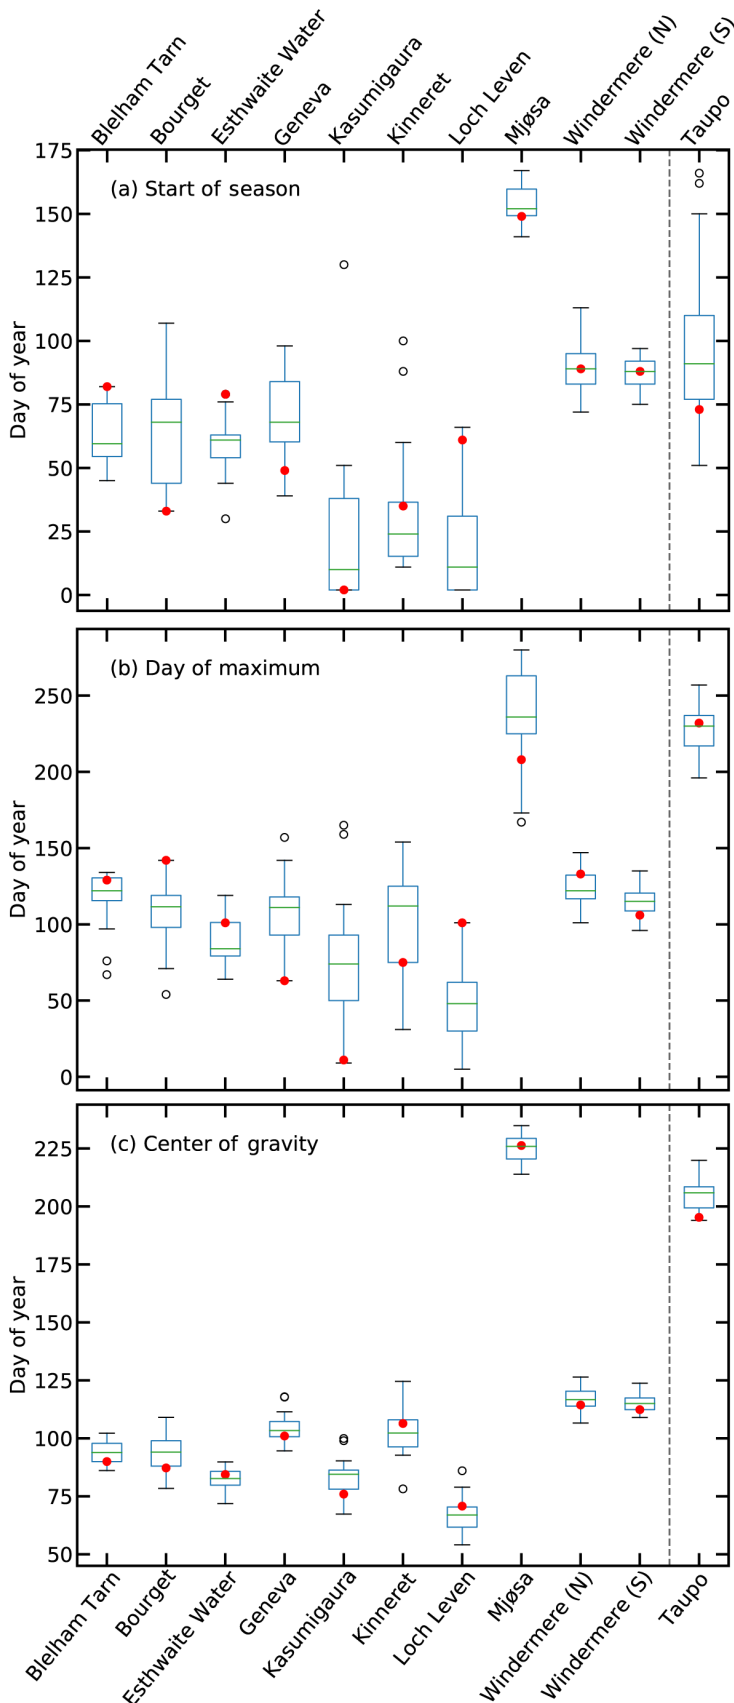 Blelham Tarn
Bourget
Esthwaite Water
Geneva
Kasumigaura
Kinneret
Loch Leven
Mjøsa
Windermere (N)
Windermere (S)
Taupo
(a) Start of season
Day of year
175
150
125
100
75
50
25
0
(b) Day of maximum
Day of year
250
200
150
100
50
0
(c) Center of gravity
Day of year
225
200
175
150
125
100
75
50
Blelham Tarn
Bourget
Esthwaite Water
Geneva
Kasumigaura
Kinneret
Loch Leven
Mjøsa
Windermere (N)
Windermere (S)
Taupo